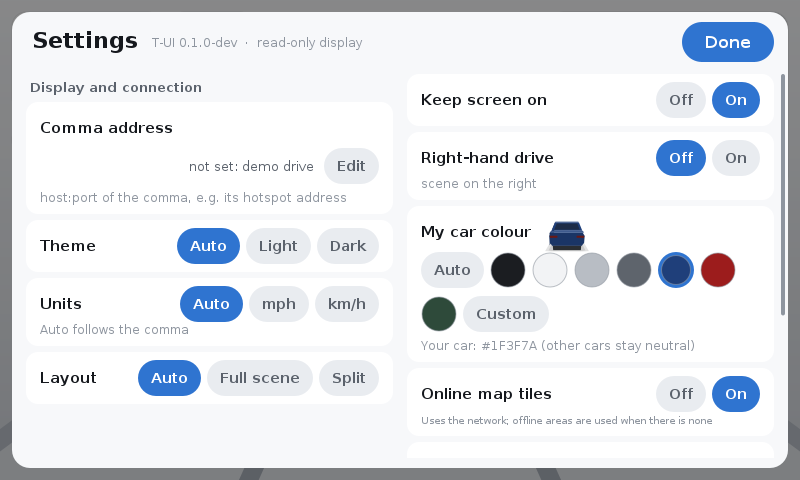 Settings T-UI 0.1.0-dev · read-only display
Done
Display and connection
Comma address
not set: demo drive Edit
host:port of the comma, e.g. its hotspot address
Theme Auto Light Dark
Units Auto mph km/h
Auto follows the comma
Layout Auto Full scene Split
Keep screen on Off On
Right-hand drive Off On
scene on the right
My car colour
Auto
Custom
Your car: #1F3F7A (other cars stay neutral)
Online map tiles Off On
Uses the network; offline areas are used when there is none